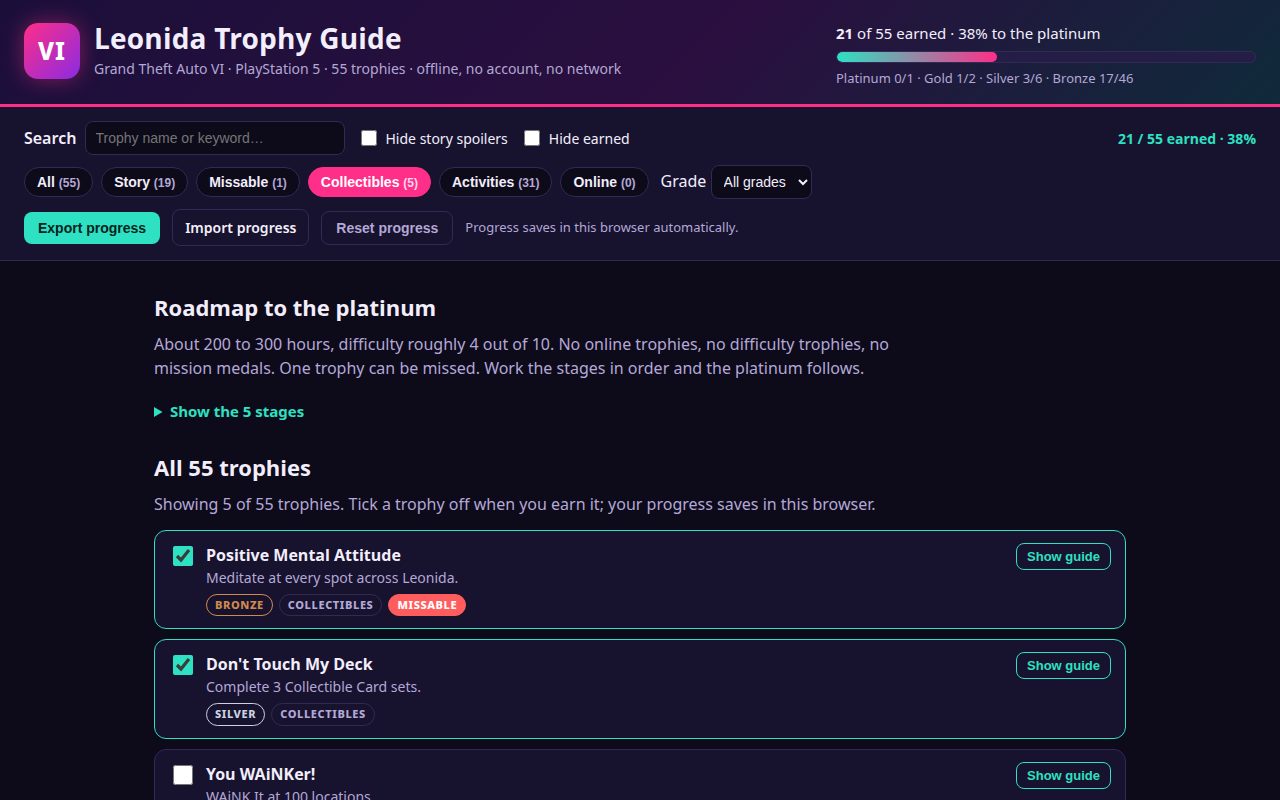 VI
Leonida Trophy Guide
Grand Theft Auto VI · PlayStation 5 · 55 trophies · offline, no account, no network
21 of 55 earned · 38% to the platinum
Platinum 0/1 · Gold 1/2 · Silver 3/6 · Bronze 17/46
Search Trophy name or keyword… Hide story spoilers Hide earned 21 / 55 earned · 38%
All (55) Story (19) Missable (1) Collectibles (5) Activities (31) Online (0) Grade All grades
Export progress Import progress Reset progress Progress saves in this browser automatically.
Roadmap to the platinum
About 200 to 300 hours, difficulty roughly 4 out of 10. No online trophies, no difficulty trophies, no
mission medals. One trophy can be missed. Work the stages in order and the platinum follows.
Show the 5 stages
All 55 trophies
Showing 5 of 55 trophies. Tick a trophy off when you earn it; your progress saves in this browser.
Positive Mental Attitude Show guide
Meditate at every spot across Leonida.
BRONZE COLLECTIBLES MISSABLE
Don't Touch My Deck Show guide
Complete 3 Collectible Card sets.
SILVER COLLECTIBLES
You WAiNKer! Show guide
WAiNK It at 100 locations.